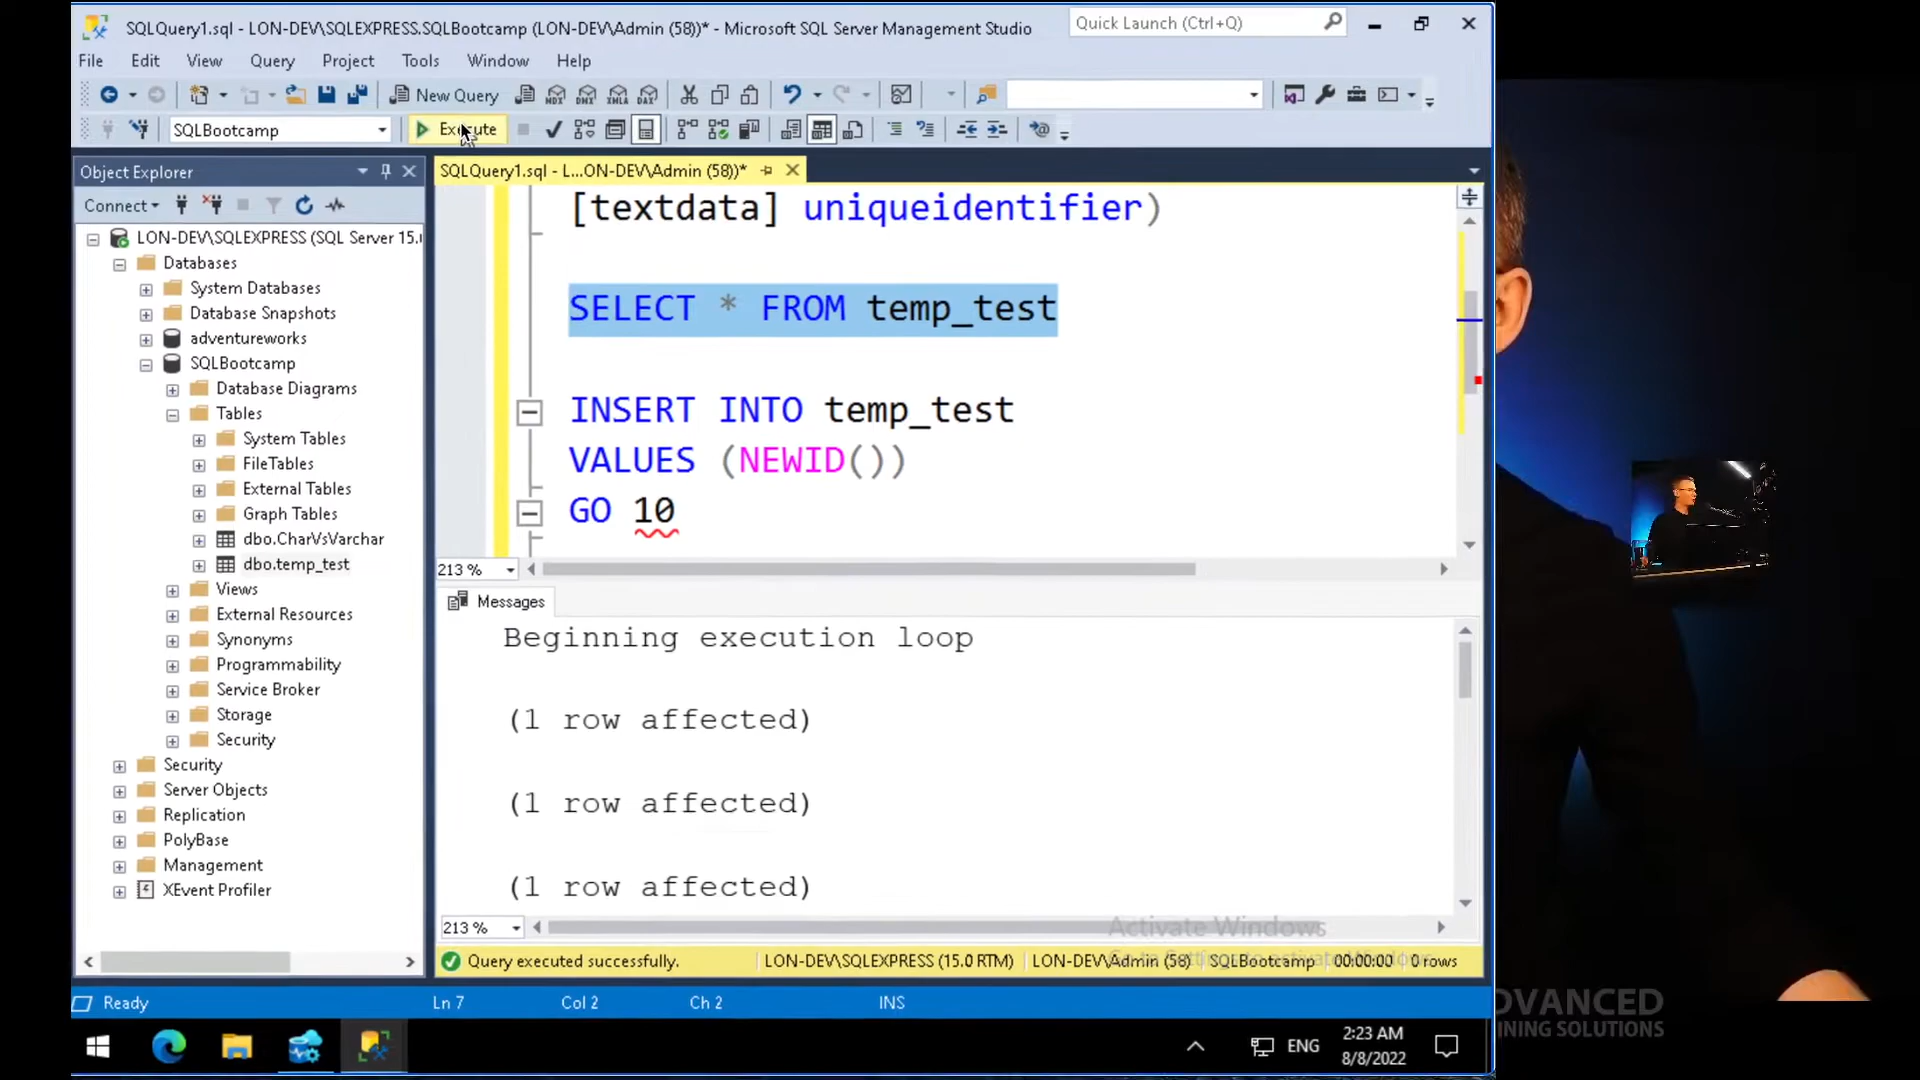 SQLQuery1.sql - LON-DEV\SQLEXPRESS.SQLBootcamp (LON-DEV\Admin (58))* - Microsoft SQL Server Management Studio
Quick Launch (Ctrl+Q)
File Edit View Query Project Tools Window Help
New Query MDX DMX XMLA DAX
SQLBootcamp Execute
Object Explorer
SQLQuery1.sql - L...ON-DEV\Admin (58))*
Connect
LON-DEV\SQLEXPRESS (SQL Server 15.
Databases
System Databases
Database Snapshots
adventureworks
SQLBootcamp
Database Diagrams
Tables
System Tables
FileTables
External Tables
Graph Tables
dbo.CharVsVarchar
dbo.temp_test
Views
External Resources
Synonyms
Programmability
Service Broker
Storage
Security
Security
Server Objects
Replication
PolyBase
Management
XEvent Profiler
[textdata] uniqueidentifier)
SELECT * FROM temp_test
INSERT INTO temp_test
VALUES (NEWID())
GO 10
213 %
Messages
Beginning execution loop
(1 row affected)
(1 row affected)
(1 row affected)
213 %
Activate Windows
Query executed successfully. LON-DEV\SQLEXPRESS (15.0 RTM) LON-DEV\Admin (58) SQLBootcamp 00:00:00 0 rows
Ready Ln 7 Col 2 Ch 2 INS
ENG
2:23 AM
8/8/2022
DVANCED
INING SOLUTIONS